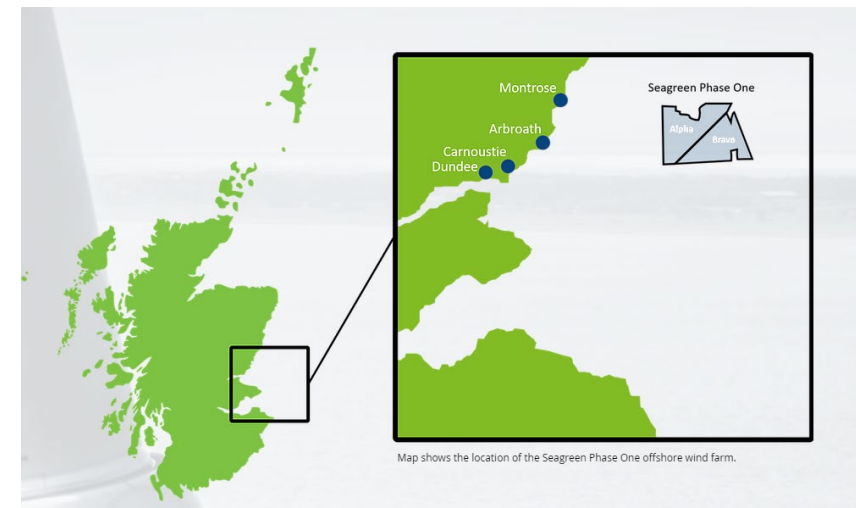 Montrose
Seagreen Phase One
Alpha
Bravo
Arbroath
Carnoustie
Dundee
Map shows the location of the Seagreen Phase One offshore wind farm.